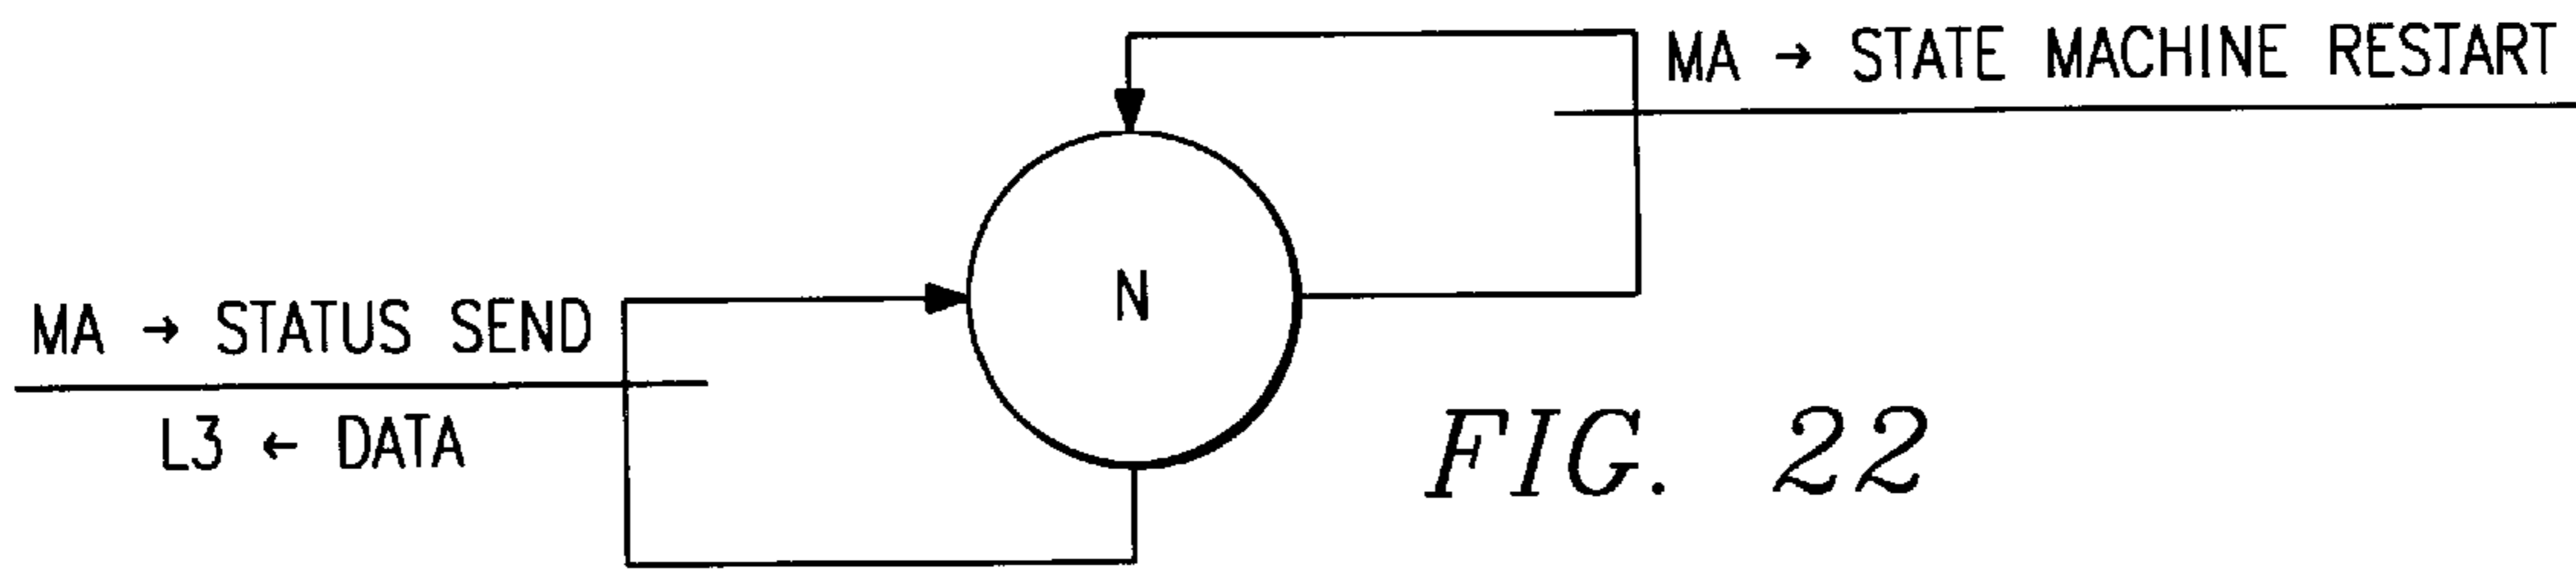 MA → STATE MACHINE RESTART
N
MA → STATUS SEND
L3 ← DATA
FIG. 22